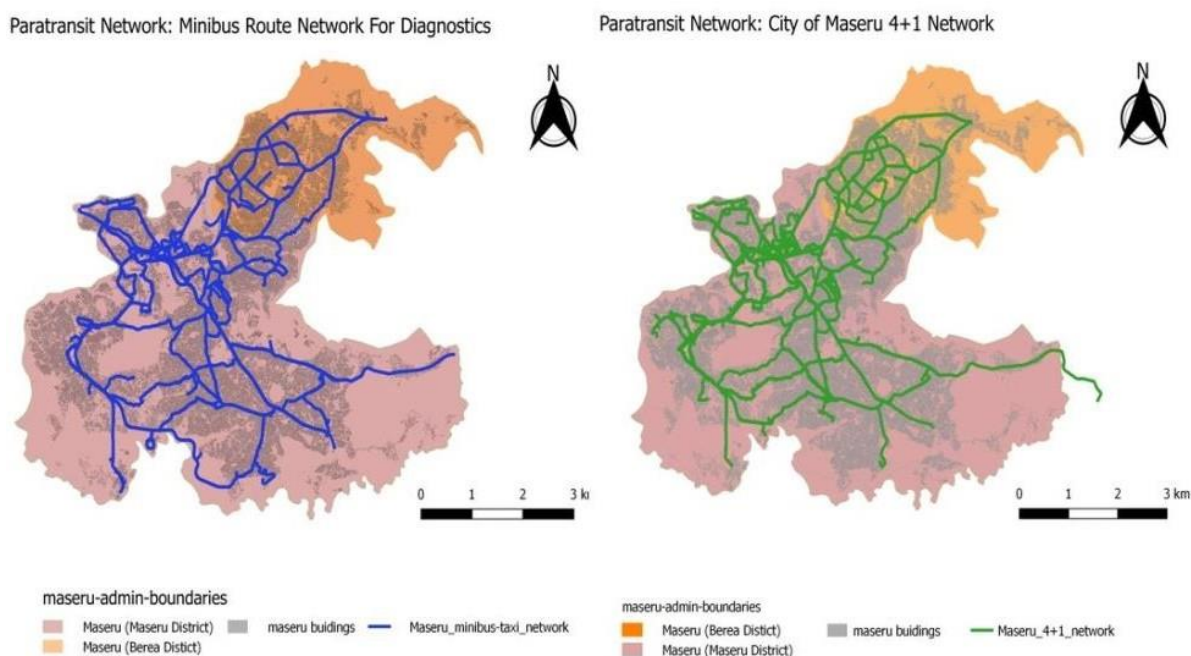 Paratransit Network: Minibus Route Network For Diagnostics
Paratransit Network: City of Maseru 4+1 Network
N
N
0 1 2 3 ki
0 1 2 3 km
maseru-admin-boundaries
Maseru (Maseru District)
maseru buidings
Maseru_minibus-taxi_network
Maseru (Berea Distict)
maseru-admin-boundaries
Maseru (Berea Distict)
maseru buidings
Maseru_4+1_network
Maseru (Maseru District)